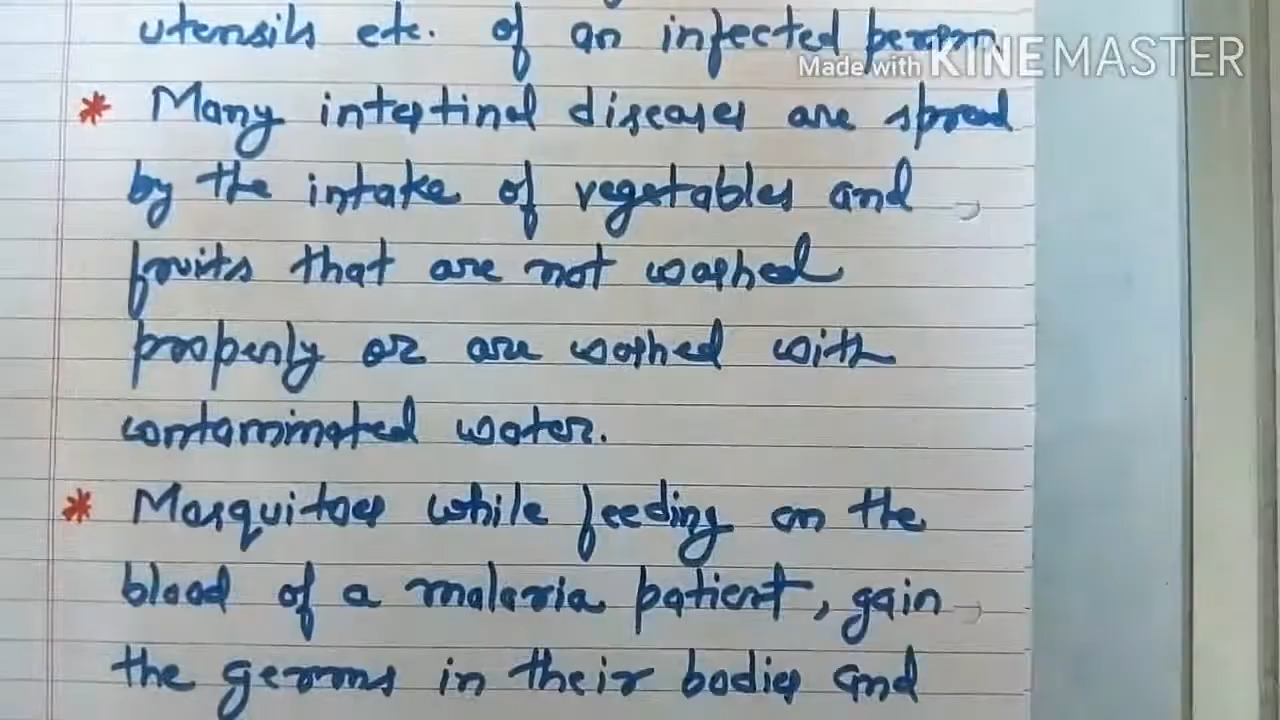 utensils etc. of an infected person
Made with KINEMASTER
* Many intestinal diseases are spread
by the intake of vegetables and
fruits that are not washed
properly or are washed with
contaminated water.
* Mosquitoes while feeding on the
blood of a malaria patient, gain
the germs in their bodies and